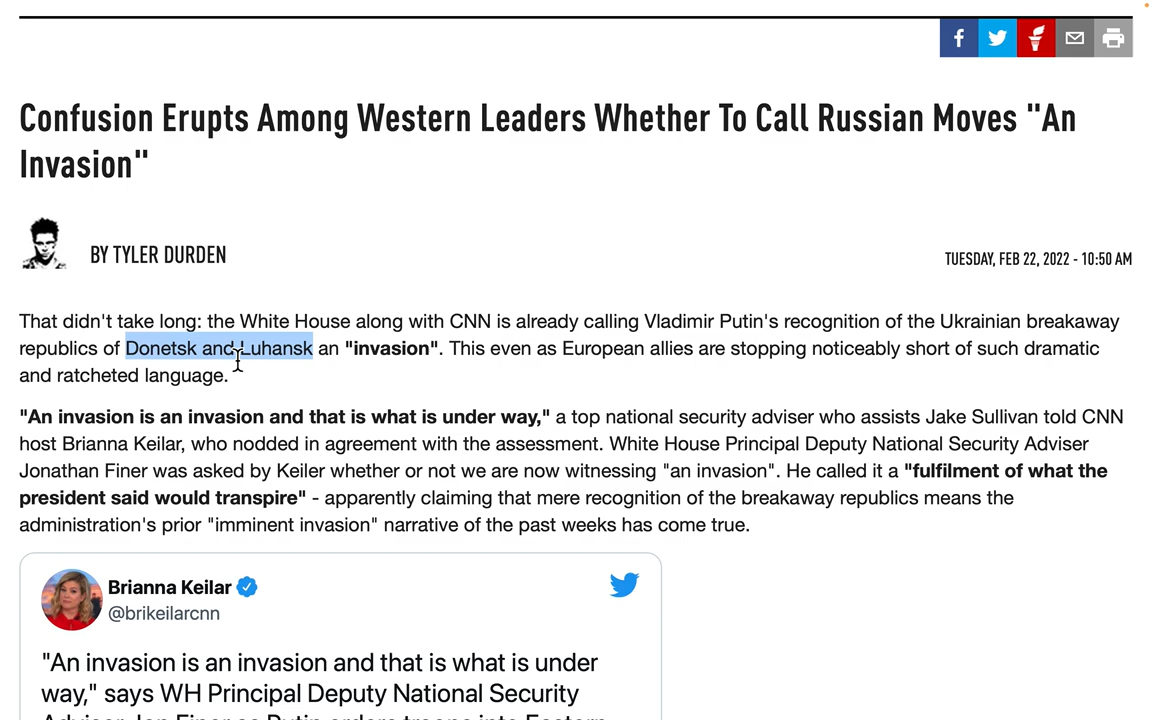 Confusion Erupts Among Western Leaders Whether To Call Russian Moves "An
Invasion"
BY TYLER DURDEN
TUESDAY, FEB 22, 2022 - 10:50 AM
That didn't take long: the White House along with CNN is already calling Vladimir Putin's recognition of the Ukrainian breakaway
republics of Donetsk and Luhansk an "invasion". This even as European allies are stopping noticeably short of such dramatic
and ratcheted language.
"An invasion is an invasion and that is what is under way," a top national security adviser who assists Jake Sullivan told CNN
host Brianna Keilar, who nodded in agreement with the assessment. White House Principal Deputy National Security Adviser
Jonathan Finer was asked by Keiler whether or not we are now witnessing "an invasion". He called it a "fulfilment of what the
president said would transpire" - apparently claiming that mere recognition of the breakaway republics means the
administration's prior "imminent invasion" narrative of the past weeks has come true.
Brianna Keilar
@brikeilarcnn
"An invasion is an invasion and that is what is under
way," says WH Principal Deputy National Security
Adviser Jon Finer as Putin orders troops into Eastern